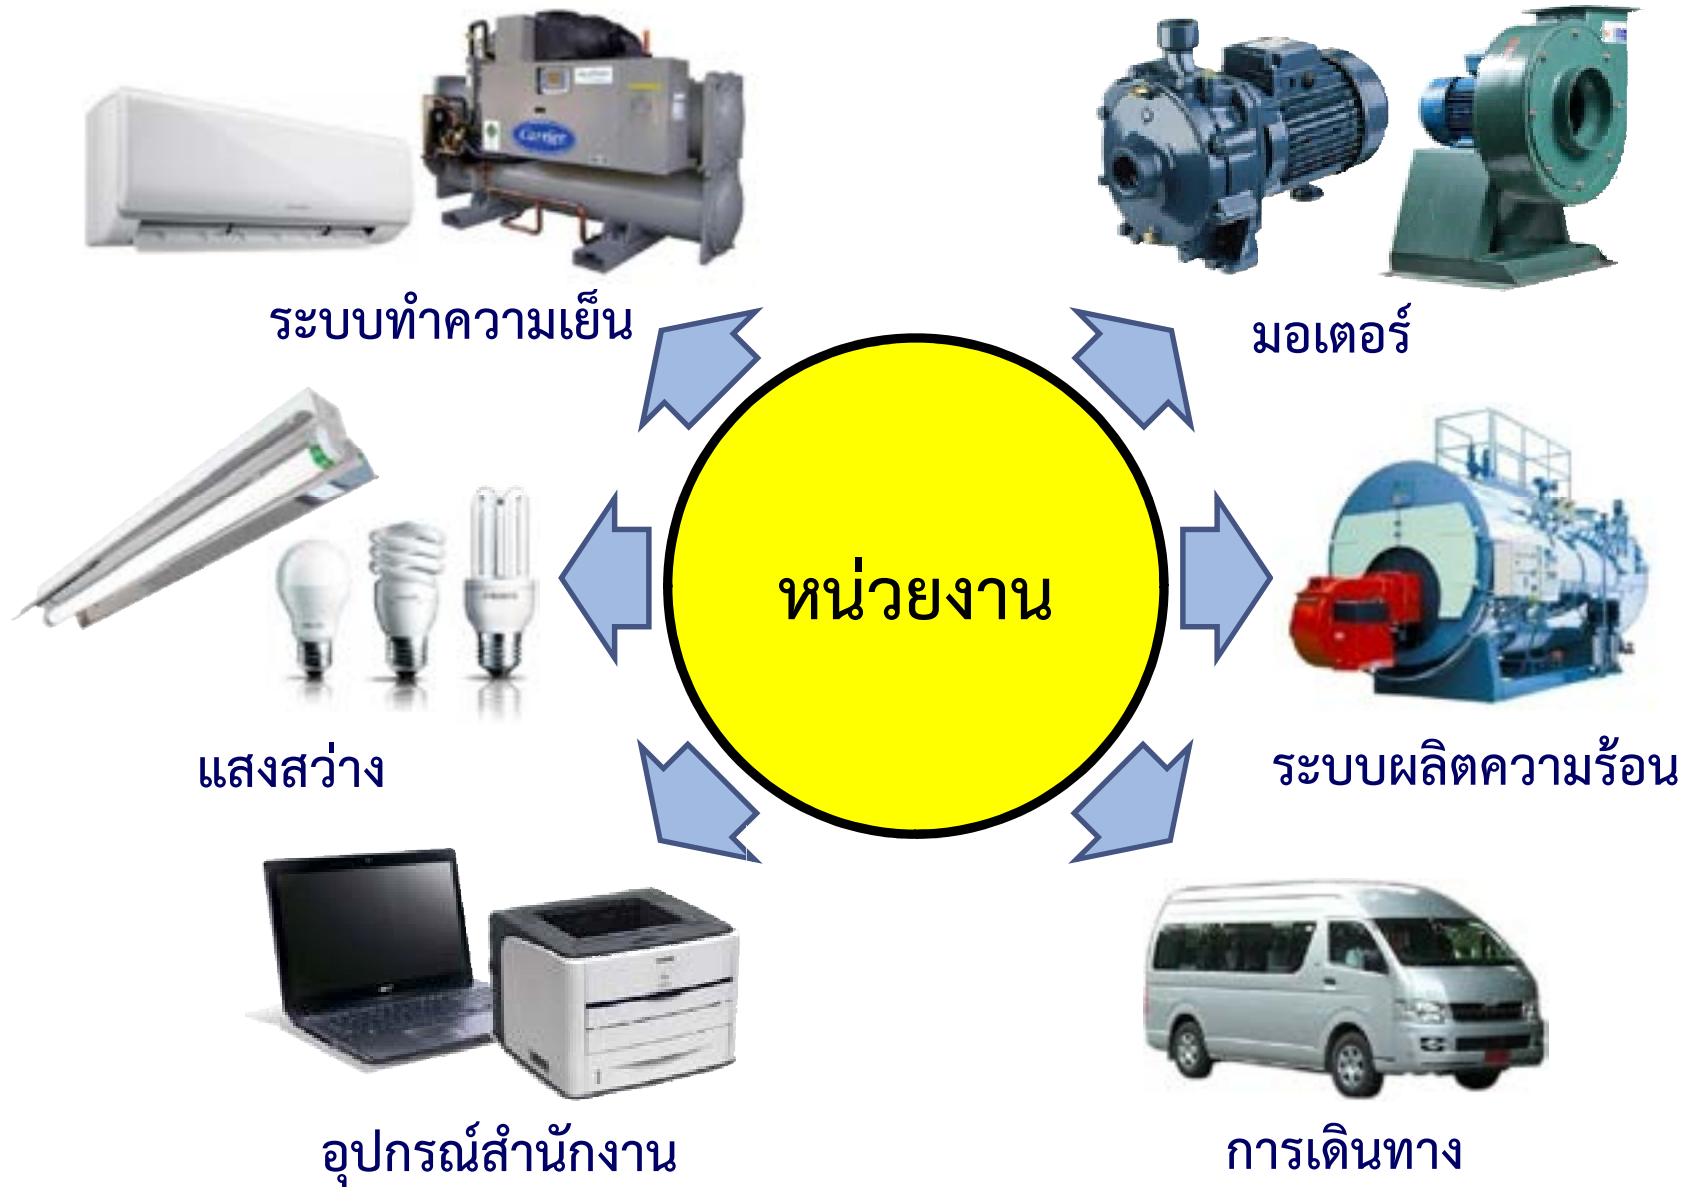 ระบบทำความเย็น
Carrier
มอเตอร์
หน่วยงาน
แสงสว่าง
ระบบผลิตความร้อน
อุปกรณ์สำนักงาน
การเดินทาง